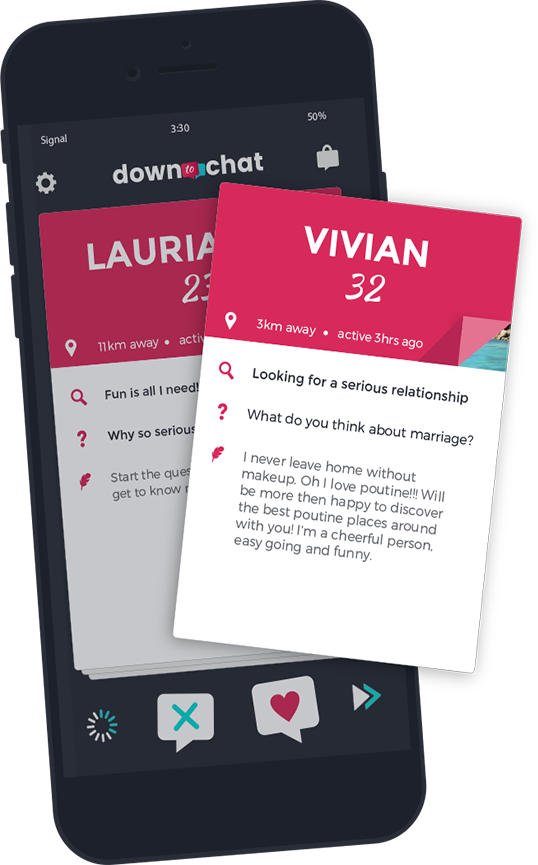 Signal
3:30
50%
down to chat
LAURIA
23
11km away •
Fun is all I need!
Why so serious
Start the
get to know
VIVIAN
32
3km away • active 3hrs ago
Looking for a serious relationship
What do you think about marriage?
I never leave home without
makeup. Oh I love poutine!!! Will
be more then happy to discover
the best poutine places around
with you! I'm a cheerful person,
easy going and funny.